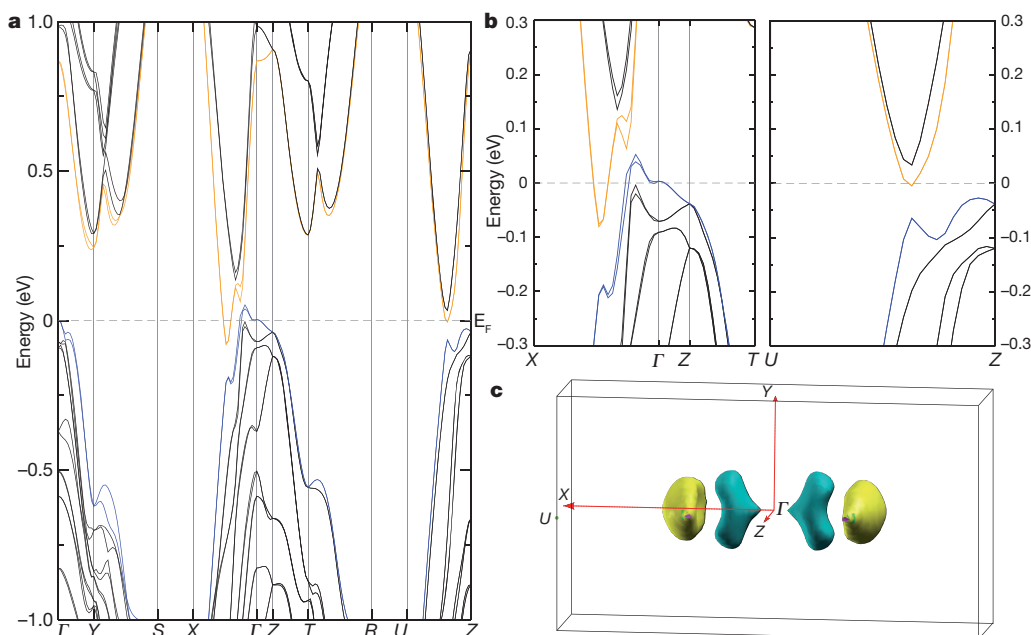 a
1.0
0.5
0
-0.5
-1.0
Energy (eV)
E_F
Γ Y S X Γ Z T R U Z
b
0.3
0.2
0.1
0
-0.1
-0.2
-0.3
Energy (eV)
X Γ Z T U Z
0.3
0.2
0.1
0
-0.1
-0.2
-0.3
c
Y
X
U
Γ
Z